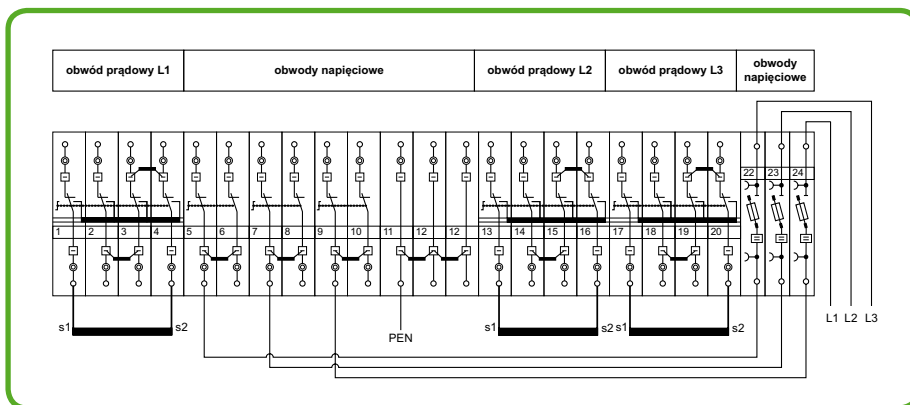 obwód prądowy L1 obwody napięciowe obwód prądowy L2 obwód prądowy L3 obwody napięciowe
22 23 24
1 2 3 4 5 6 7 8 9 10 11 12 12 13 14 15 16 17 18 19 20
s1 s2 PEN s1 s2 s1 s2 L1 L2 L3